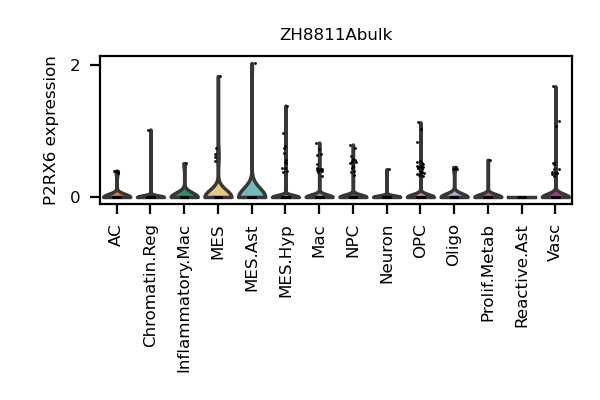 ZH8811Abulk
P2RX6 expression
2
0
AC
Chromatin.Reg
Inflammatory.Mac
MES
MES.Ast
MES.Hyp
Mac
NPC
Neuron
OPC
Oligo
Prolif.Metab
Reactive.Ast
Vasc